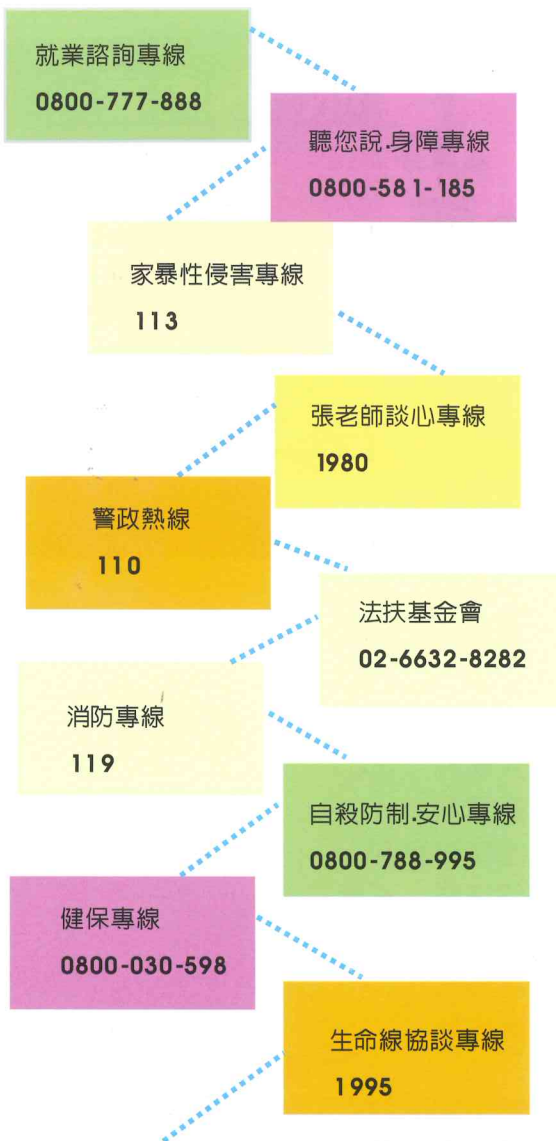 就業諮詢專線
0800-777-888
聽您說.身障專線
0800-581-185
家暴性侵害專線
113
張老師談心專線
1980
警政熱線
110
法扶基金會
02-6632-8282
消防專線
119
自殺防制.安心專線
0800-788-995
健保專線
0800-030-598
生命線協談專線
1995